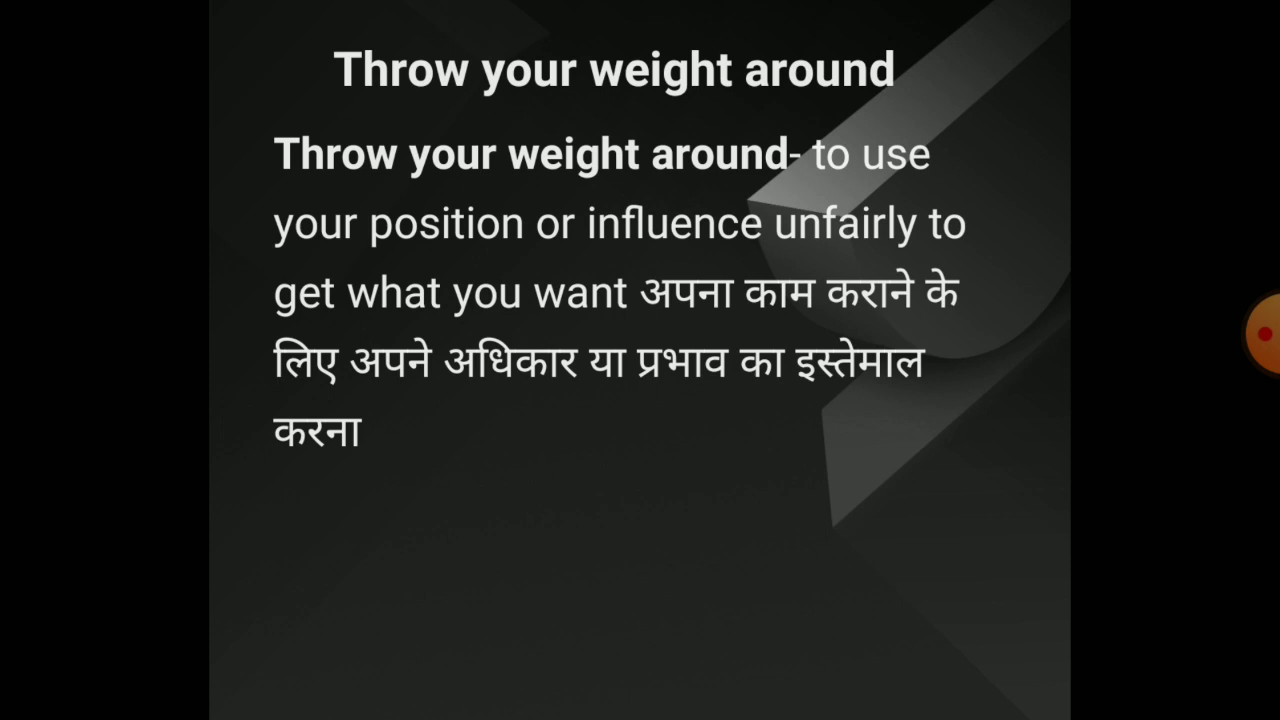 Throw your weight around
Throw your weight around- to use
your position or influence unfairly to
get what you want अपना काम कराने के
लिए अपने अधिकार या प्रभाव का इस्तेमाल
करना